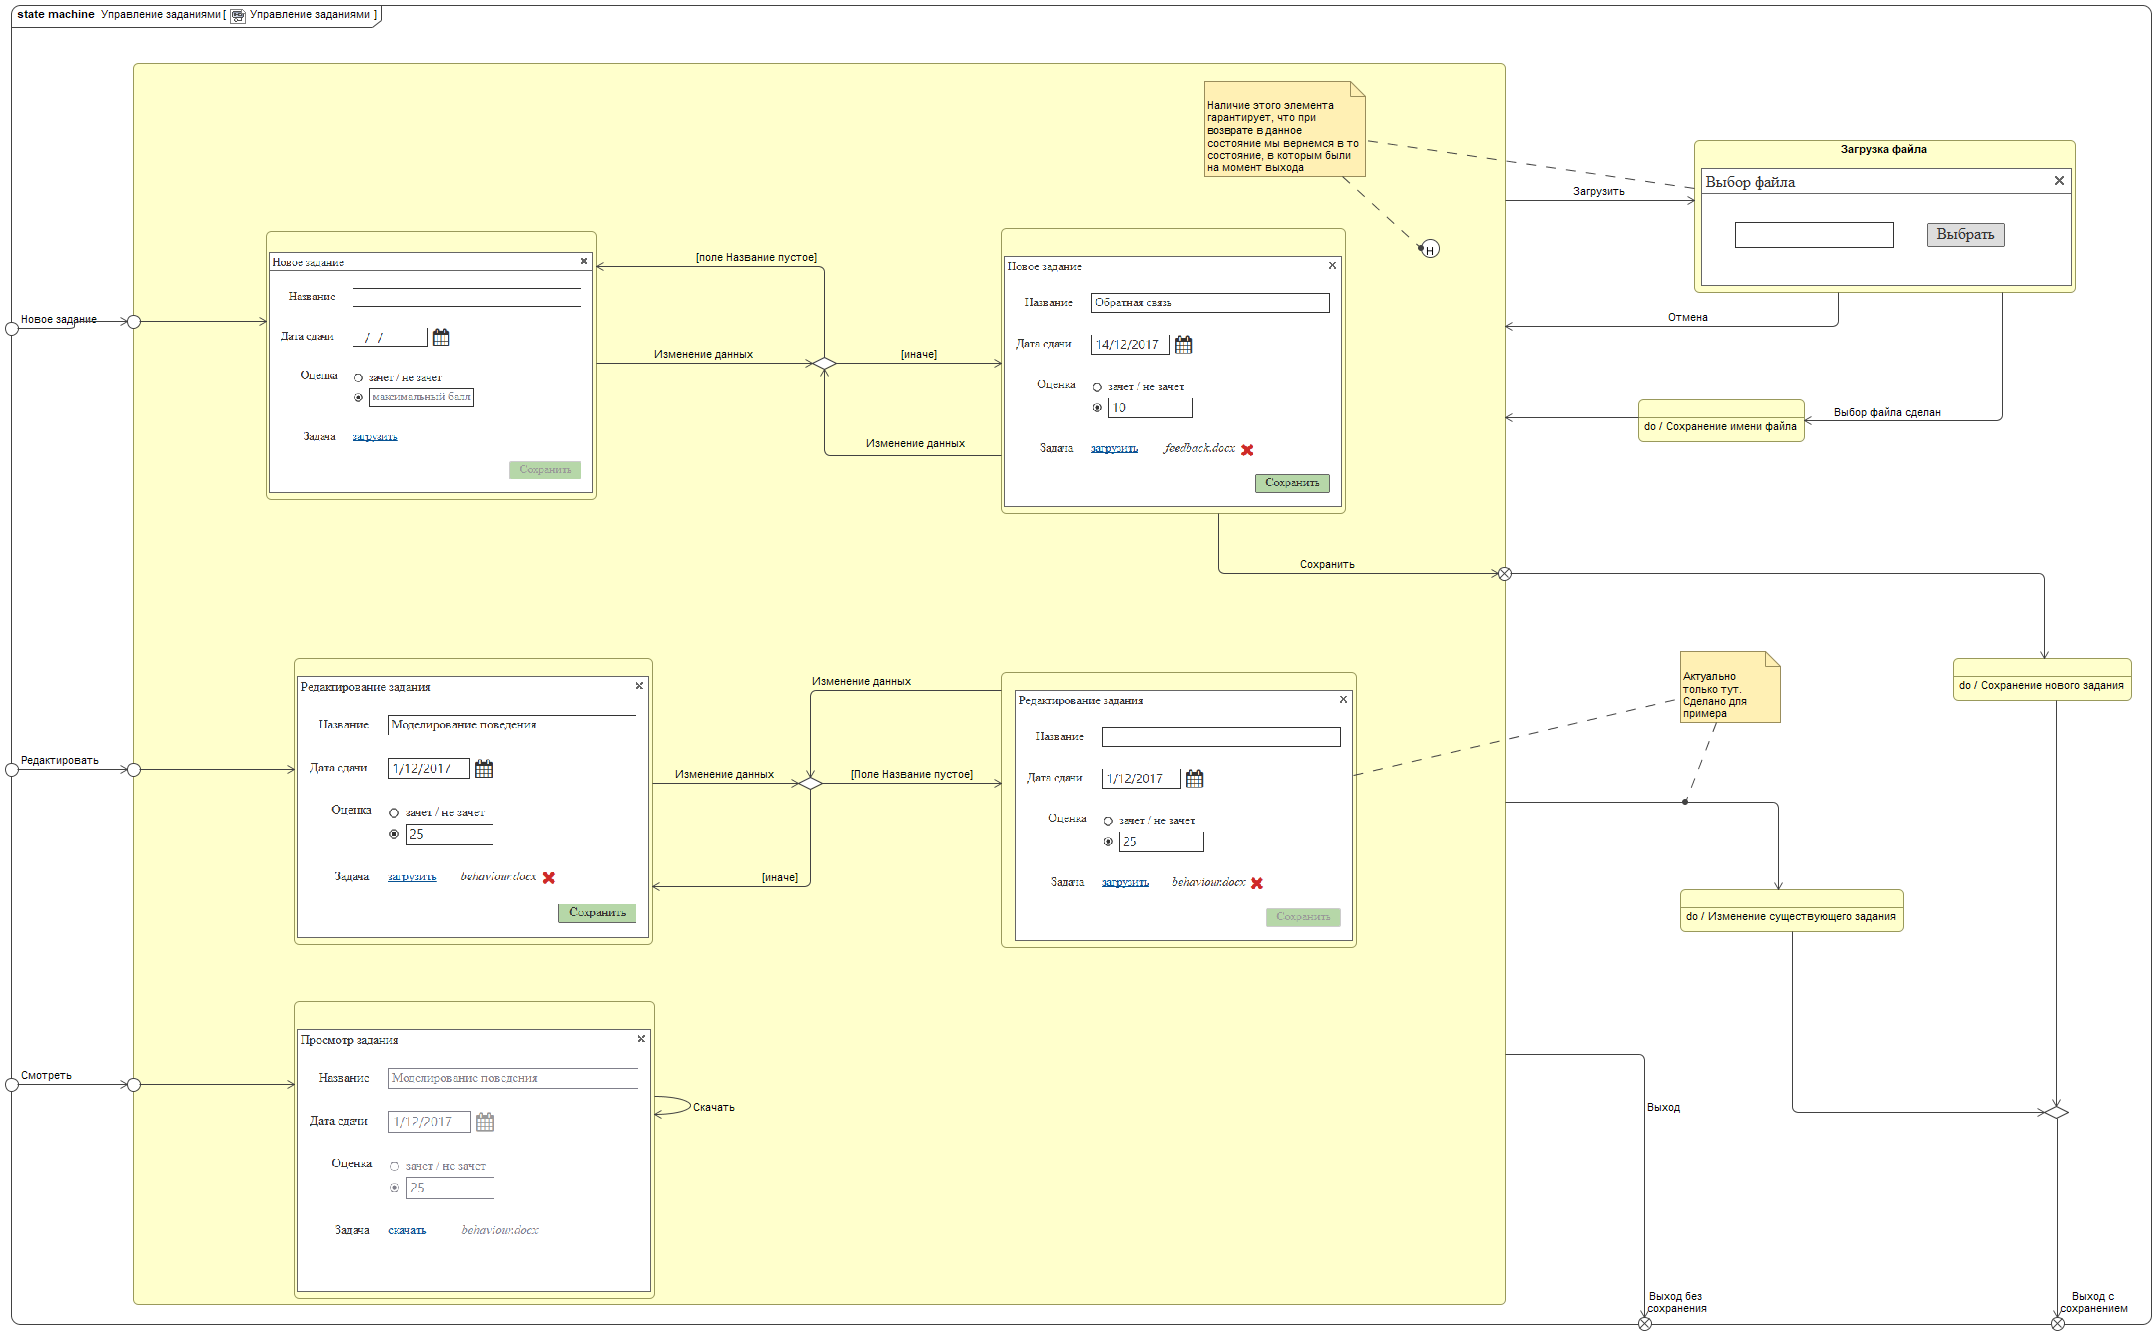 state machine Управление заданиями [ Управление заданиями ]
Наличие этого элемента
гарантирует, что при
возврате в данное
состояние мы вернемся в то
состояние, в которым были
на момент выхода
Загрузка файла
Выбор файла
Выбрать
Загрузить
H
Отмена
Выбор файла сделан
do / Сохранение имени файла
Новое задание
Новое задание
Название
Дата сдачи / /
Оценка зачет / не зачет
максимальный балл
Задача загрузить
Сохранить
[поле Название пустое]
Изменение данных
[иначе]
Изменение данных
Новое задание
Название Обратная связь
Дата сдачи 14/12/2017
Оценка зачет / не зачет
10
Задача загрузить feedback.docx
Сохранить
Сохранить
do / Сохранение нового задания
Редактировать
Редактирование задания
Название Моделирование поведения
Дата сдачи 1/12/2017
Оценка зачет / не зачет
25
Задача загрузить behaviour.docx
Сохранить
Изменение данных
Изменение данных
[Поле Название пустое]
[иначе]
Редактирование задания
Название
Дата сдачи 1/12/2017
Оценка зачет / не зачет
25
Задача загрузить behaviour.docx
Сохранить
Актуально
только тут.
Сделано для
примера
do / Изменение существующего задания
Смотреть
Просмотр задания
Название Моделирование поведения
Дата сдачи 1/12/2017
Оценка зачет / не зачет
25
Задача скачать behaviour.docx
Скачать
Выход
Выход без
сохранения
Выход с
сохранением